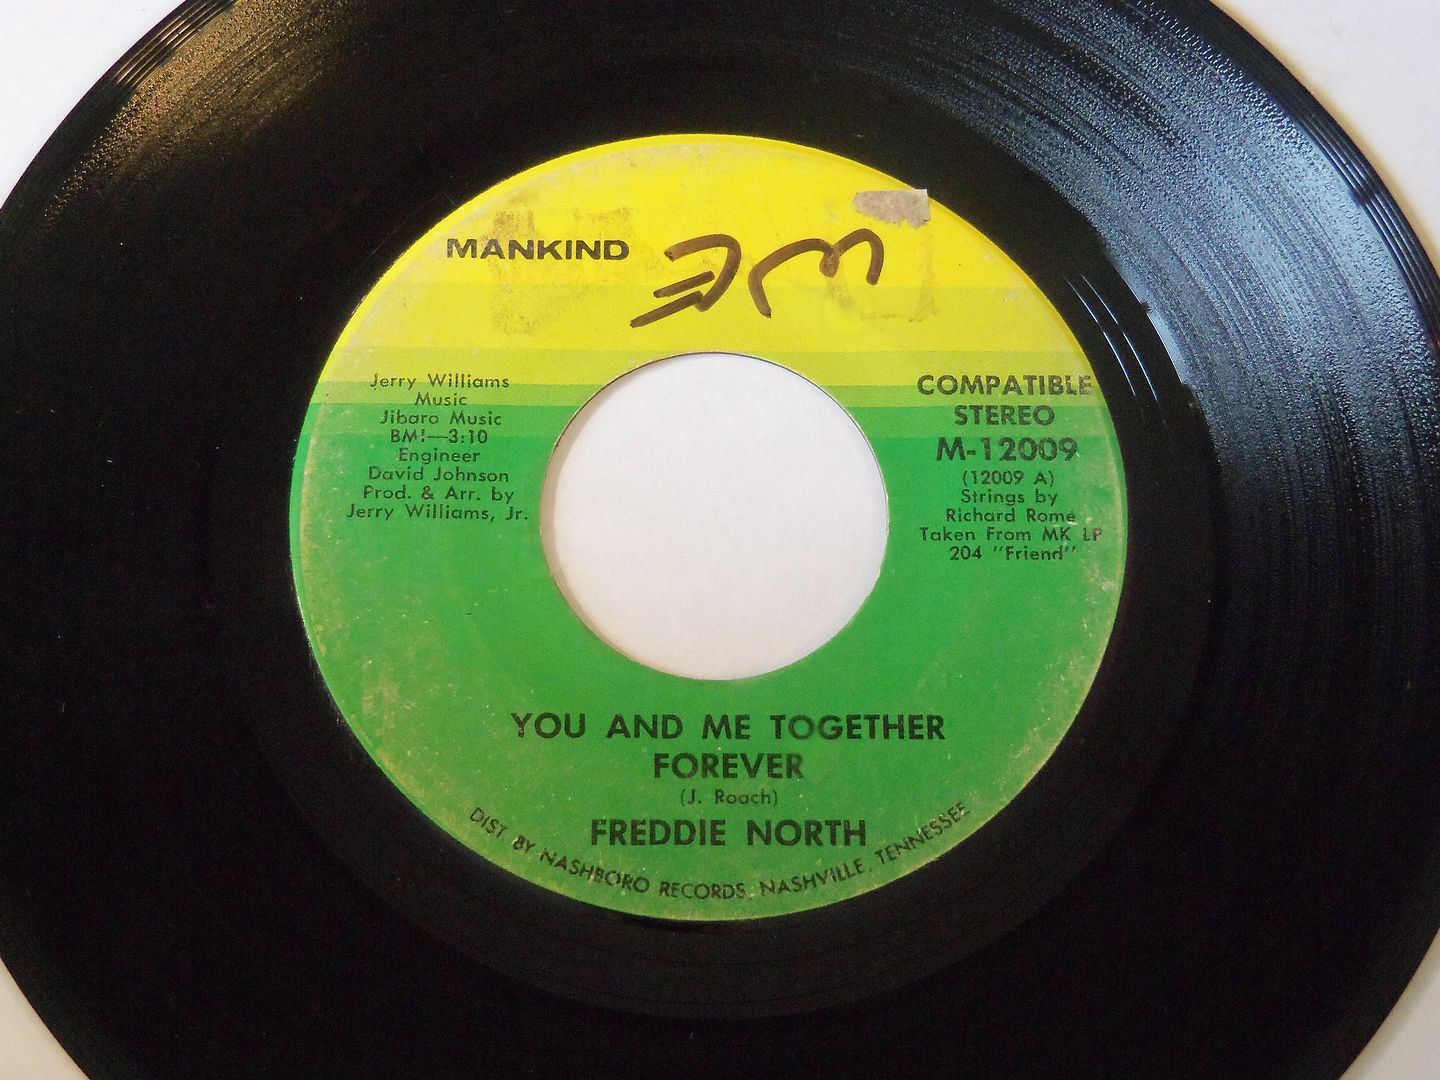 MANKIND
Jerry Williams
Music
Jibaro Music
BMI—3:10
Engineer
David Johnson
Prod. & Arr. by
Jerry Williams, Jr.
COMPATIBLE
STEREO
M-12009
(12009 A)
Strings by
Richard Rome
Taken From MK LP
204 "Friend"
YOU AND ME TOGETHER
FOREVER
(J. Roach)
FREDDIE NORTH
DIST. BY NASHBORO RECORDS, NASHVILLE, TENNESSEE